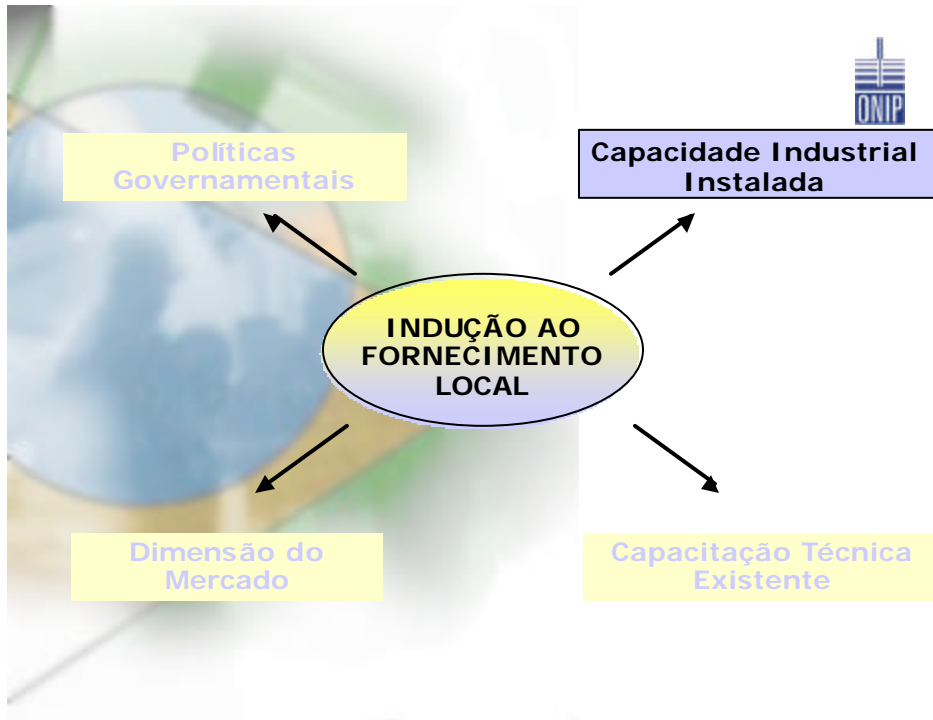 ONIP
Políticas
Governamentais
Capacidade Industrial
Instalada
INDUÇÃO AO
FORNECIMENTO
LOCAL
Dimensão do
Mercado
Capacitação Técnica
Existente